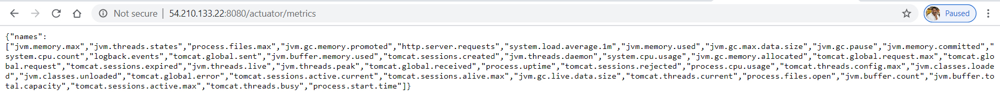 Not secure | 54.210.133.22:8080/actuator/metrics
Paused
{"names":
["jvm.memory.max","jvm.threads.states","process.files.max","jvm.gc.memory.promoted","http.server.requests","system.load.average.1m","jvm.memory.used","jvm.gc.max.data.size","jvm.gc.pause","jvm.memory.committed","
system.cpu.count","logback.events","tomcat.global.sent","jvm.buffer.memory.used","tomcat.sessions.created","jvm.threads.daemon","system.cpu.usage","jvm.gc.memory.allocated","tomcat.global.request.max","tomcat.glo
bal.request","tomcat.sessions.expired","jvm.threads.live","jvm.threads.peak","tomcat.global.received","process.uptime","tomcat.sessions.rejected","process.cpu.usage","tomcat.threads.config.max","jvm.classes.loade
d","jvm.classes.unloaded","tomcat.global.error","tomcat.sessions.active.current","tomcat.sessions.alive.max","jvm.gc.live.data.size","tomcat.threads.current","process.files.open","jvm.buffer.count","jvm.buffer.to
tal.capacity","tomcat.sessions.active.max","tomcat.threads.busy","process.start.time"]}